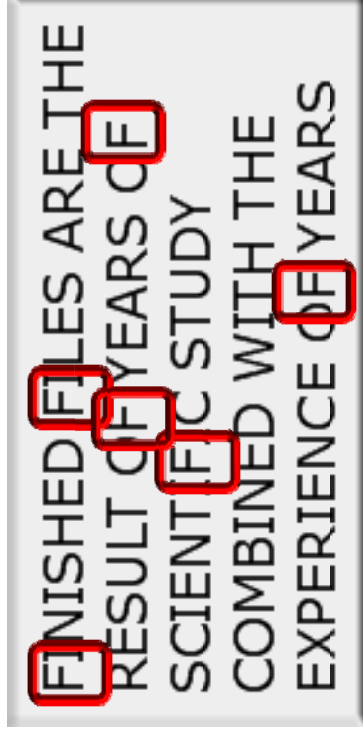 FINISHED FILES ARE THE
RESULT OF YEARS OF
SCIENTIFIC STUDY
COMBINED WITH THE
EXPERIENCE OF YEARS